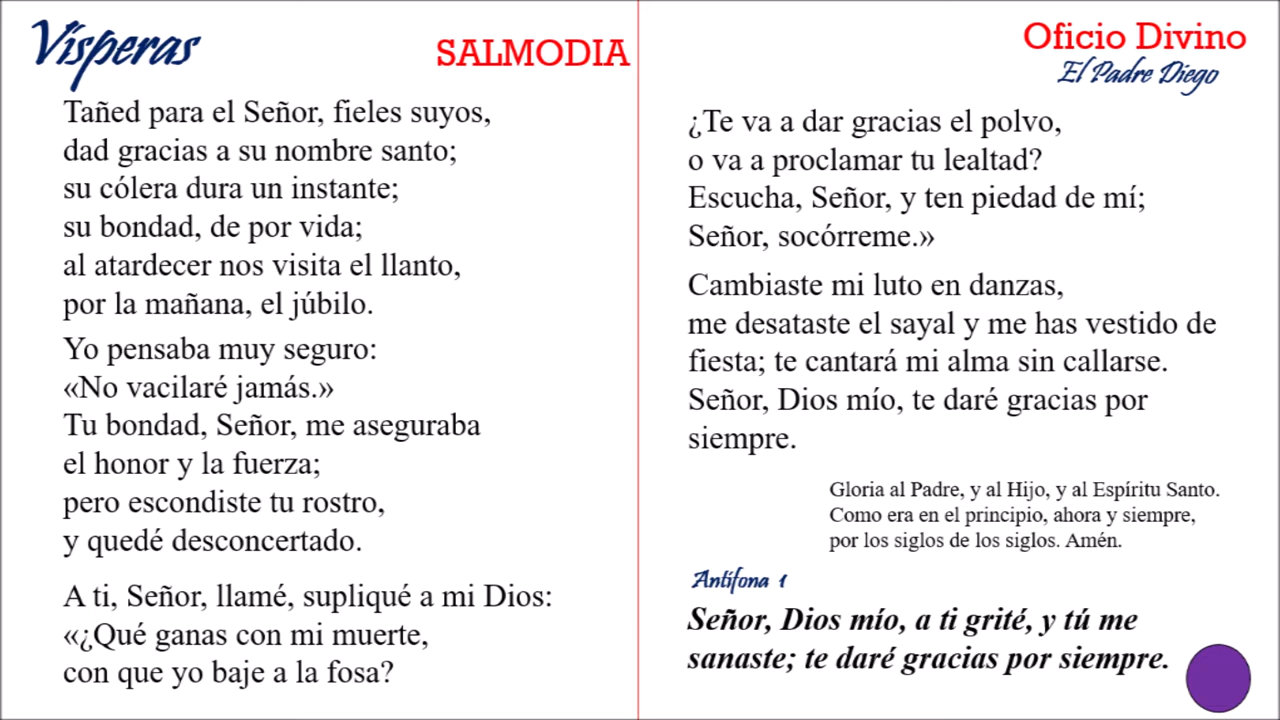 Vísperas
SALMODIA
Tañed para el Señor, fieles suyos,
dad gracias a su nombre santo;
su cólera dura un instante;
su bondad, de por vida;
al atardecer nos visita el llanto,
por la mañana, el júbilo.
Yo pensaba muy seguro:
«No vacilaré jamás.»
Tu bondad, Señor, me aseguraba
el honor y la fuerza;
pero escondiste tu rostro,
y quedé desconcertado.
A ti, Señor, llamé, supliqué a mi Dios:
«¿Qué ganas con mi muerte,
con que yo baje a la fosa?
Oficio Divino
El Padre Diego
¿Te va a dar gracias el polvo,
o va a proclamar tu lealtad?
Escucha, Señor, y ten piedad de mí;
Señor, socórreme.»
Cambiaste mi luto en danzas,
me desataste el sayal y me has vestido de
fiesta; te cantará mi alma sin callarse.
Señor, Dios mío, te daré gracias por
siempre.
Gloria al Padre, y al Hijo, y al Espíritu Santo.
Como era en el principio, ahora y siempre,
por los siglos de los siglos. Amén.
Antífona 1
Señor, Dios mío, a ti grité, y tú me
sanaste; te daré gracias por siempre.